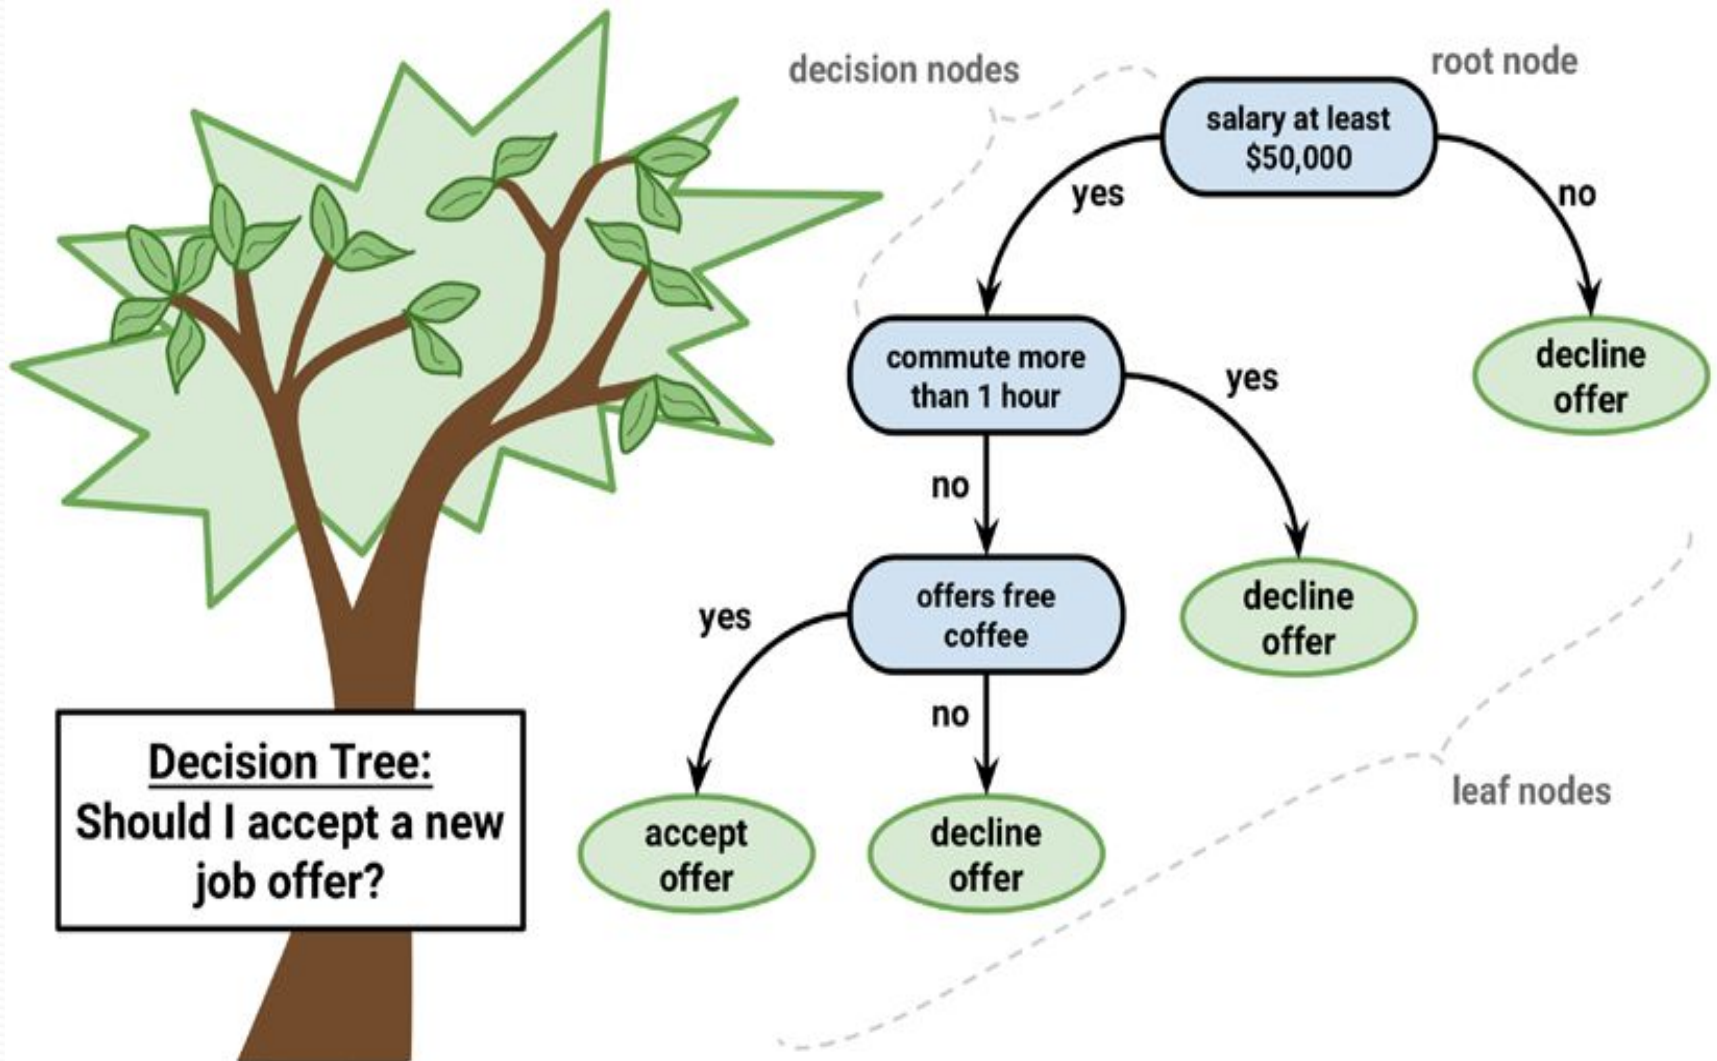 decision nodes
root node
salary at least
$50,000
yes
no
commute more
than 1 hour
yes
decline
offer
no
offers free
coffee
yes
decline
offer
no
accept
offer
decline
offer
leaf nodes
Decision Tree:
Should I accept a new
job offer?